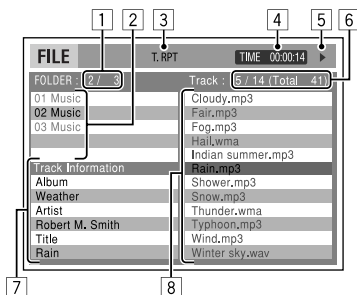 1 2 3 4 5 6
FILE T. RPT TIME 00:00:14
FOLDER : 2 / 3 Track : 5 / 14 (Total 41)
01 Music
02 Music
03 Music
Track Information
Album
Weather
Artist
Robert M. Smith
Title
Rain
Cloudy.mp3
Fair.mp3
Fog.mp3
Hail.wma
Indian summer.mp3
Rain.mp3
Shower.mp3
Snow.mp3
Thunder.wma
Typhoon.mp3
Wind.mp3
Winter sky.wav
7 8